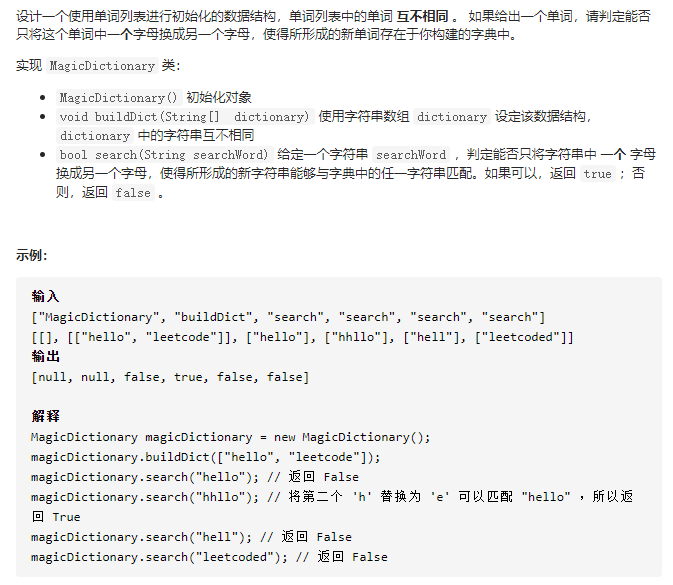 设计一个使用单词列表进行初始化的数据结构，单词列表中的单词 互不相同 。 如果给出一个单词，请判定能否
只将这个单词中一个字母换成另一个字母，使得所形成的新单词存在于你构建的字典中。
实现 MagicDictionary 类：
MagicDictionary() 初始化对象
void buildDict(String[] dictionary) 使用字符串数组 dictionary 设定该数据结构，
dictionary 中的字符串互不相同
bool search(String searchWord) 给定一个字符串 searchWord ，判定能否只将字符串中 一个 字母
换成另一个字母，使得所形成的新字符串能够与字典中的任一字符串匹配。如果可以，返回 true ；否
则，返回 false 。
示例：
输入
["MagicDictionary", "buildDict", "search", "search", "search", "search"]
[[], [["hello", "leetcode"]], ["hello"], ["hhllo"], ["hell"], ["leetcoded"]]
输出
[null, null, false, true, false, false]
解释
MagicDictionary magicDictionary = new MagicDictionary();
magicDictionary.buildDict(["hello", "leetcode"]);
magicDictionary.search("hello"); // 返回 False
magicDictionary.search("hhllo"); // 将第二个 'h' 替换为 'e' 可以匹配 "hello" ，所以返
回 True
magicDictionary.search("hell"); // 返回 False
magicDictionary.search("leetcoded"); // 返回 False